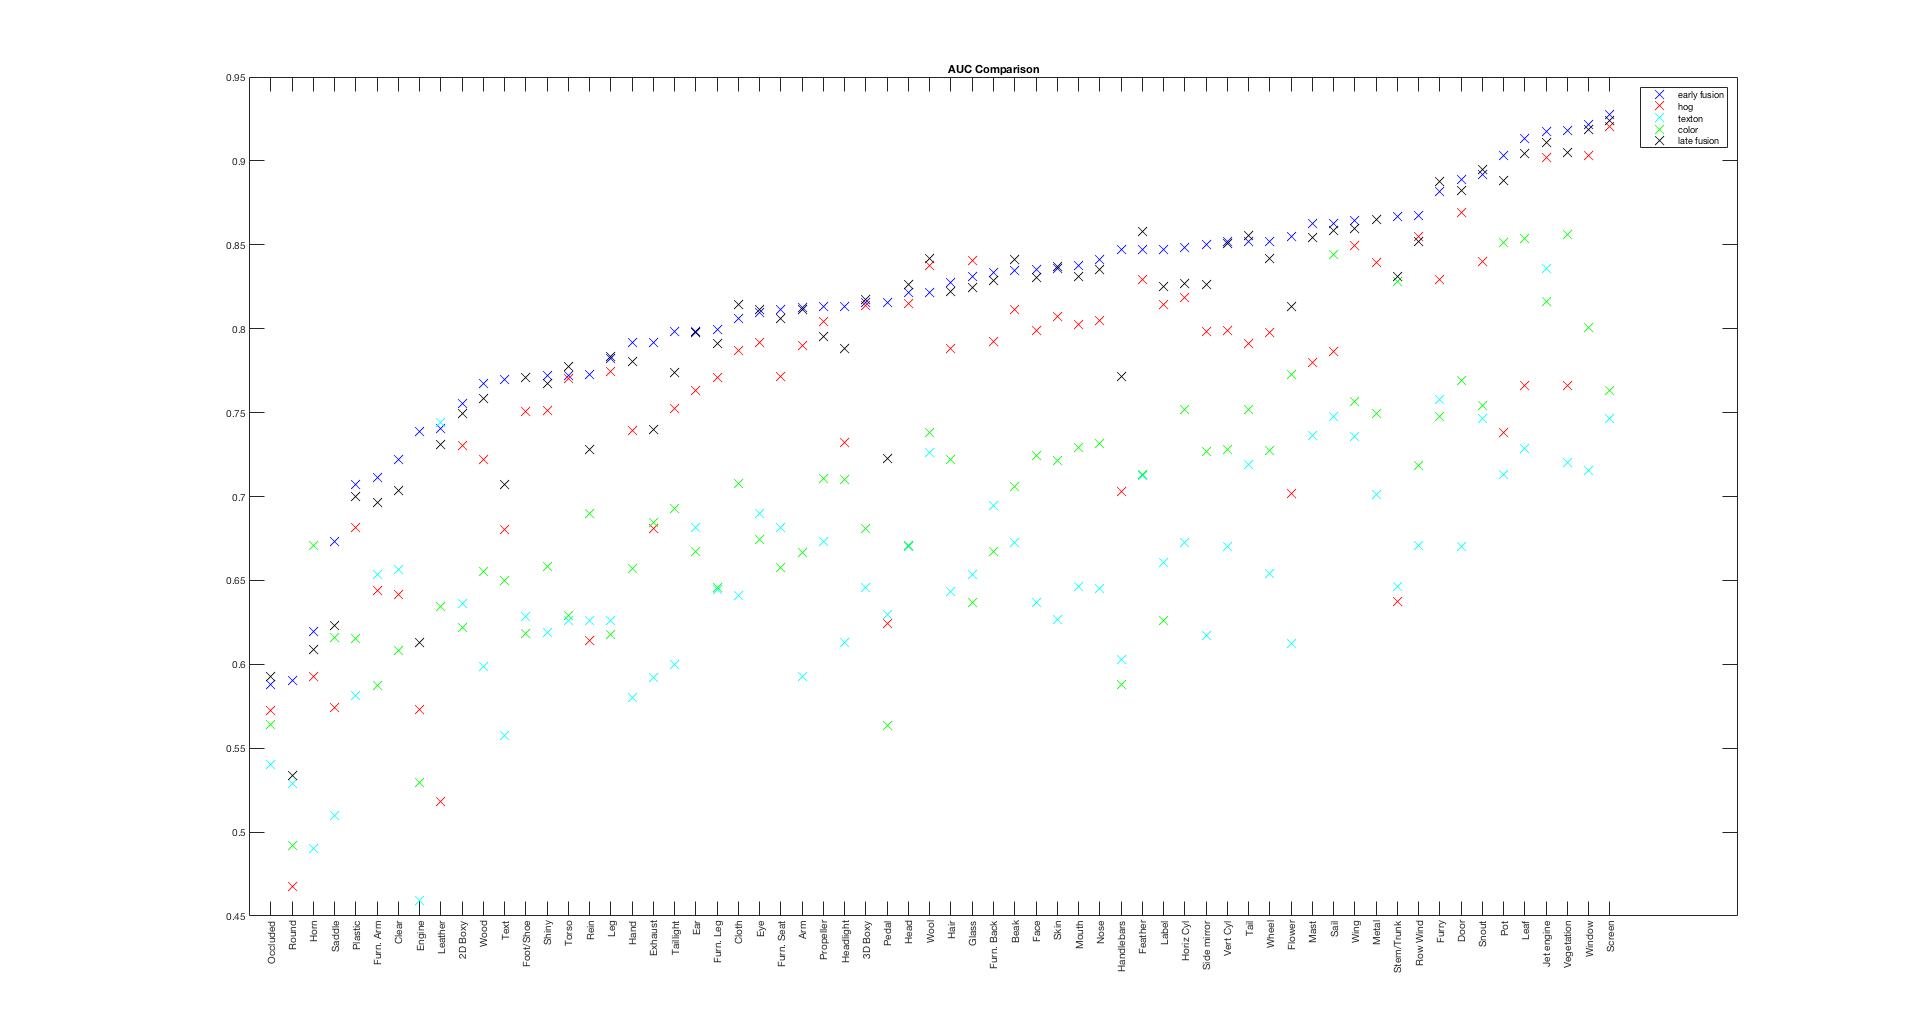 AUC Comparison
0.95
0.9
0.85
0.8
0.75
0.7
0.65
0.6
0.55
0.5
0.45
early fusion
hog
texton
color
late fusion
Occluded
Round
Horn
Saddle
Plastic
Furn. Arm
Clear
Engine
Leather
2D Boxy
Wood
Text
Foot/Shoe
Shiny
Torso
Rein
Leg
Hand
Exhaust
Taillight
Ear
Furn. Leg
Cloth
Eye
Furn. Seat
Arm
Propeller
Headlight
3D Boxy
Pedal
Head
Wool
Hair
Glass
Furn. Back
Beak
Face
Skin
Mouth
Nose
Handlebars
Feather
Label
Horiz Cyl
Side mirror
Vert Cyl
Tail
Wheel
Flower
Mast
Sail
Wing
Metal
Stem/Trunk
Row Wind
Furry
Door
Snout
Pot
Leaf
Jet engine
Vegetation
Window
Screen